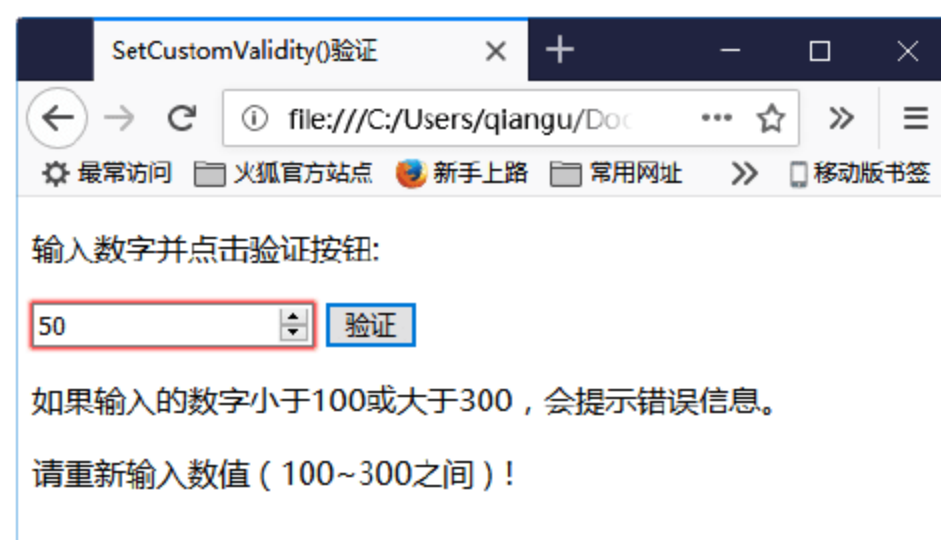 SetCustomValidity()验证
file:///C:/Users/qiangu/Doc
最常访问 火狐官方站点 新手上路 常用网址 移动版书签
输入数字并点击验证按钮:
50 验证
如果输入的数字小于100或大于300，会提示错误信息。
请重新输入数值（100~300之间）!